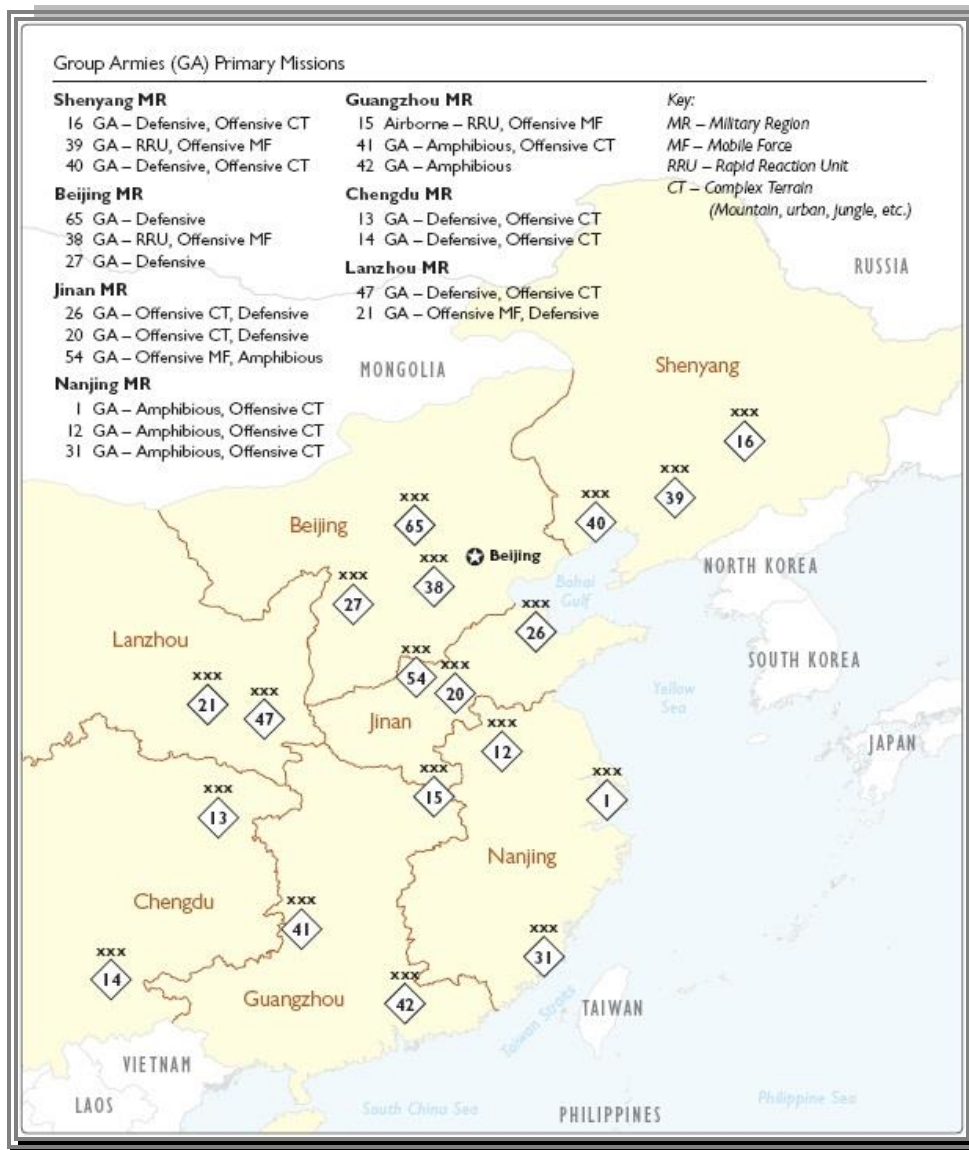 Group Armies (GA) Primary Missions
Shenyang MR
16 GA – Defensive, Offensive CT
39 GA – RRU, Offensive MF
40 GA – Defensive, Offensive CT
Beijing MR
65 GA – Defensive
38 GA – RRU, Offensive MF
27 GA – Defensive
Jinan MR
26 GA – Offensive CT, Defensive
20 GA – Offensive CT, Defensive
54 GA – Offensive MF, Amphibious
Nanjing MR
1 GA – Amphibious, Offensive CT
12 GA – Amphibious, Offensive CT
31 GA – Amphibious, Offensive CT
Guangzhou MR
15 Airborne – RRU, Offensive MF
41 GA – Amphibious, Offensive CT
42 GA – Amphibious
Chengdu MR
13 GA – Defensive, Offensive CT
14 GA – Defensive, Offensive CT
Lanzhou MR
47 GA – Defensive, Offensive CT
21 GA – Offensive MF, Defensive
Key:
MR – Military Region
MF – Mobile Force
RRU – Rapid Reaction Unit
CT – Complex Terrain
(Mountain, urban, jungle, etc.)
RUSSIA
MONGOLIA
Shenyang
xxx
16
xxx
39
xxx
40
xxx
65
Beijing
Beijing
xxx
38
xxx
27
NORTH KOREA
Bohai
Gulf
xxx
26
Lanzhou
SOUTH KOREA
xxx
54
xxx
20
xxx
21
xxx
47
Yellow
Sea
Jinan
xxx
12
JAPAN
xxx
15
xxx
1
xxx
13
Nanjing
Chengdu
xxx
41
xxx
31
xxx
14
Guangzhou
xxx
42
Taiwan Straits
TAIWAN
VIETNAM
LAOS
South China Sea
PHILIPPINES
Philippine Sea